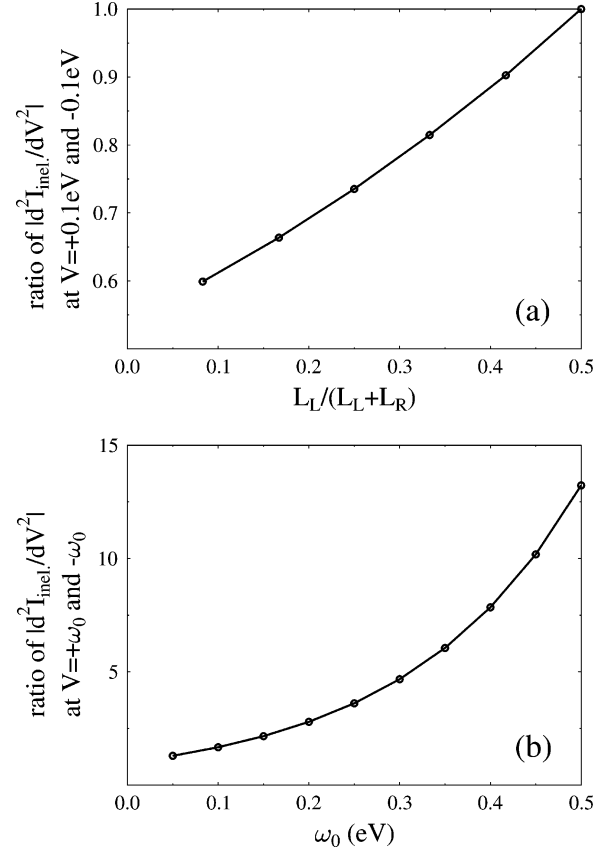 1.0
0.9
0.8
0.7
0.6
ratio of |d²I_inel./dV²|
at V=+0.1eV and -0.1eV
(a)
0.0 0.1 0.2 0.3 0.4 0.5
L_L/(L_L+L_R)
15
10
5
ratio of |d²I_inel./dV²|
at V=+ω₀ and -ω₀
(b)
0.0 0.1 0.2 0.3 0.4 0.5
ω₀ (eV)